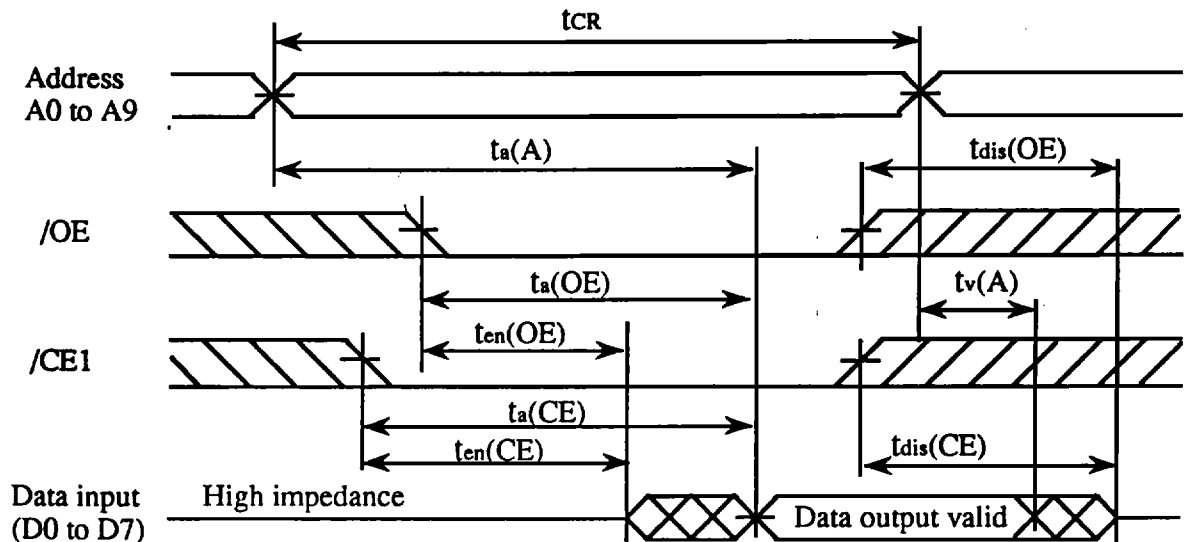 tCR
Address
A0 to A9
ta(A)
tdis(OE)
/OE
ta(OE)
tv(A)
ten(OE)
/CE1
ta(CE)
tdis(CE)
ten(CE)
Data input
(D0 to D7)
High impedance
Data output valid